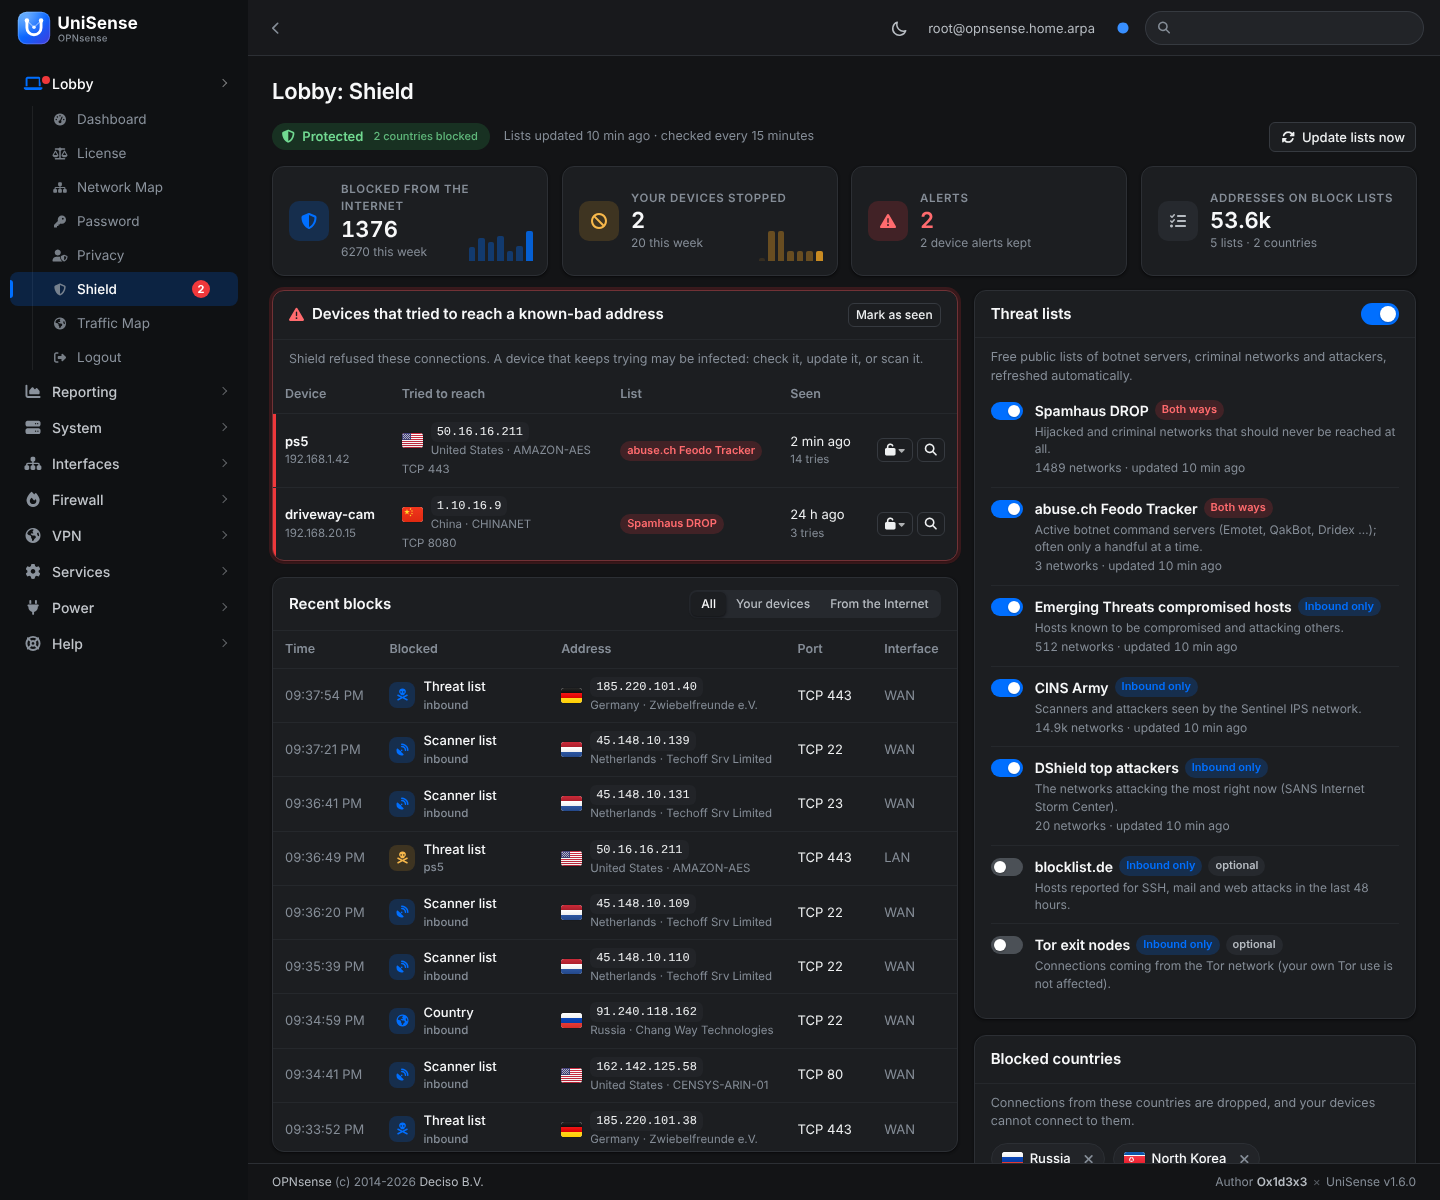 UniSense
OPNsense
root@opnsense.home.arpa
Lobby
Dashboard
License
Network Map
Password
Privacy
Shield
2
Traffic Map
Logout
Reporting
System
Interfaces
Firewall
VPN
Services
Power
Help
Lobby: Shield
Protected 2 countries blocked
Lists updated 10 min ago · checked every 15 minutes
Update lists now
BLOCKED FROM THE
INTERNET
1376
6270 this week
YOUR DEVICES STOPPED
2
20 this week
ALERTS
2
2 device alerts kept
ADDRESSES ON BLOCK LISTS
53.6k
5 lists · 2 countries
Devices that tried to reach a known-bad address
Mark as seen
Shield refused these connections. A device that keeps trying may be infected: check it, update it, or scan it.
Device Tried to reach List Seen
ps5
192.168.1.42
50.16.16.211
United States · AMAZON-AES
TCP 443
abuse.ch Feodo Tracker
2 min ago
14 tries
driveway-cam
192.168.20.15
1.10.16.9
China · CHINANET
TCP 8080
Spamhaus DROP
24 h ago
3 tries
Recent blocks
All Your devices From the Internet
Time Blocked Address Port Interface
09:37:54 PM
Threat list
inbound
185.220.101.40
Germany · Zwiebelfreunde e.V.
TCP 443
WAN
09:37:21 PM
Scanner list
inbound
45.148.10.139
Netherlands · Techoff Srv Limited
TCP 22
WAN
09:36:41 PM
Scanner list
inbound
45.148.10.131
Netherlands · Techoff Srv Limited
TCP 23
WAN
09:36:49 PM
Threat list
ps5
50.16.16.211
United States · AMAZON-AES
TCP 443
LAN
09:36:20 PM
Scanner list
inbound
45.148.10.109
Netherlands · Techoff Srv Limited
TCP 22
WAN
09:35:39 PM
Scanner list
inbound
45.148.10.110
Netherlands · Techoff Srv Limited
TCP 22
WAN
09:34:59 PM
Country
inbound
91.240.118.162
Russia · Chang Way Technologies
TCP 22
WAN
09:34:41 PM
Scanner list
inbound
162.142.125.58
United States · CENSYS-ARIN-01
TCP 80
WAN
09:33:52 PM
Threat list
inbound
185.220.101.38
Germany · Zwiebelfreunde e.V.
TCP 443
WAN
Threat lists
Free public lists of botnet servers, criminal networks and attackers,
refreshed automatically.
Spamhaus DROP Both ways
Hijacked and criminal networks that should never be reached at
all.
1489 networks · updated 10 min ago
abuse.ch Feodo Tracker Both ways
Active botnet command servers (Emotet, QakBot, Dridex ...);
often only a handful at a time.
3 networks · updated 10 min ago
Emerging Threats compromised hosts Inbound only
Hosts known to be compromised and attacking others.
512 networks · updated 10 min ago
CINS Army Inbound only
Scanners and attackers seen by the Sentinel IPS network.
14.9k networks · updated 10 min ago
DShield top attackers Inbound only
The networks attacking the most right now (SANS Internet
Storm Center).
20 networks · updated 10 min ago
blocklist.de Inbound only optional
Hosts reported for SSH, mail and web attacks in the last 48
hours.
Tor exit nodes Inbound only optional
Connections coming from the Tor network (your own Tor use is
not affected).
Blocked countries
Connections from these countries are dropped, and your devices
cannot connect to them.
Russia × North Korea ×
OPNsense (c) 2014-2026 Deciso B.V.
Author Ox1d3x3 × UniSense v1.6.0